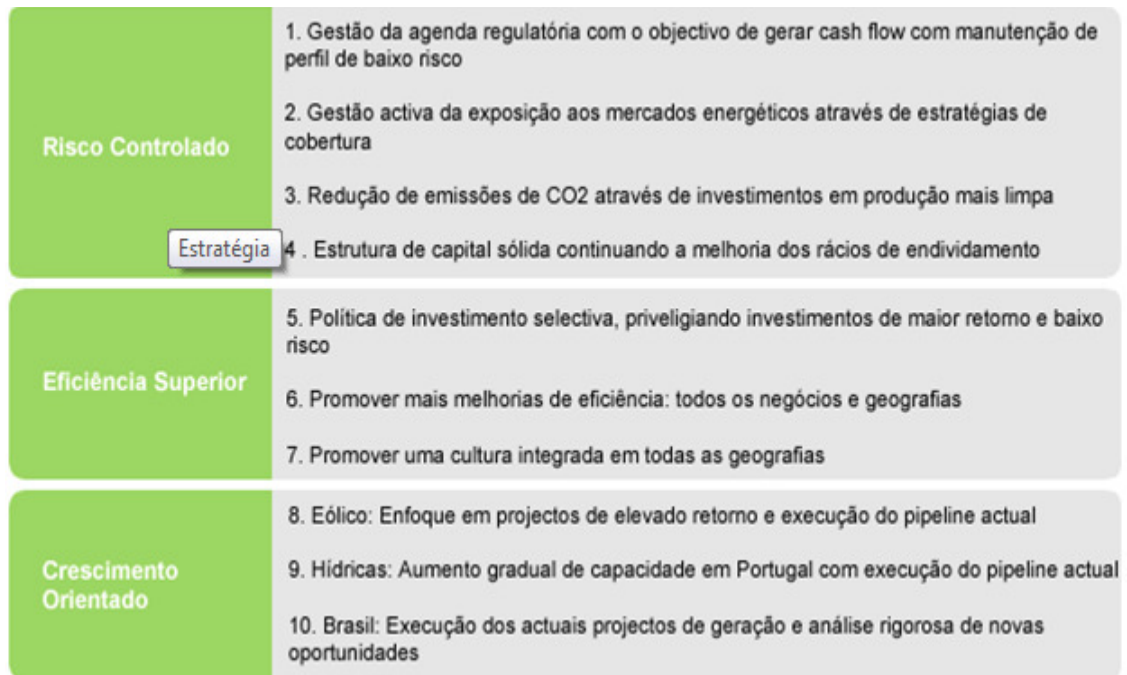 Risco Controlado
1. Gestão da agenda regulatória com o objectivo de gerar cash flow com manutenção de
perfil de baixo risco
2. Gestão activa da exposição aos mercados energéticos através de estratégias de
cobertura
3. Redução de emissões de CO2 através de investimentos em produção mais limpa
Estratégia
4 . Estrutura de capital sólida continuando a melhoria dos rácios de endividamento
Eficiência Superior
5. Política de investimento selectiva, priveligiando investimentos de maior retorno e baixo
risco
6. Promover mais melhorias de eficiência: todos os negócios e geografias
7. Promover uma cultura integrada em todas as geografias
Crescimento
Orientado
8. Eólico: Enfoque em projectos de elevado retorno e execução do pipeline actual
9. Hídricas: Aumento gradual de capacidade em Portugal com execução do pipeline actual
10. Brasil: Execução dos actuais projectos de geração e análise rigorosa de novas
oportunidades